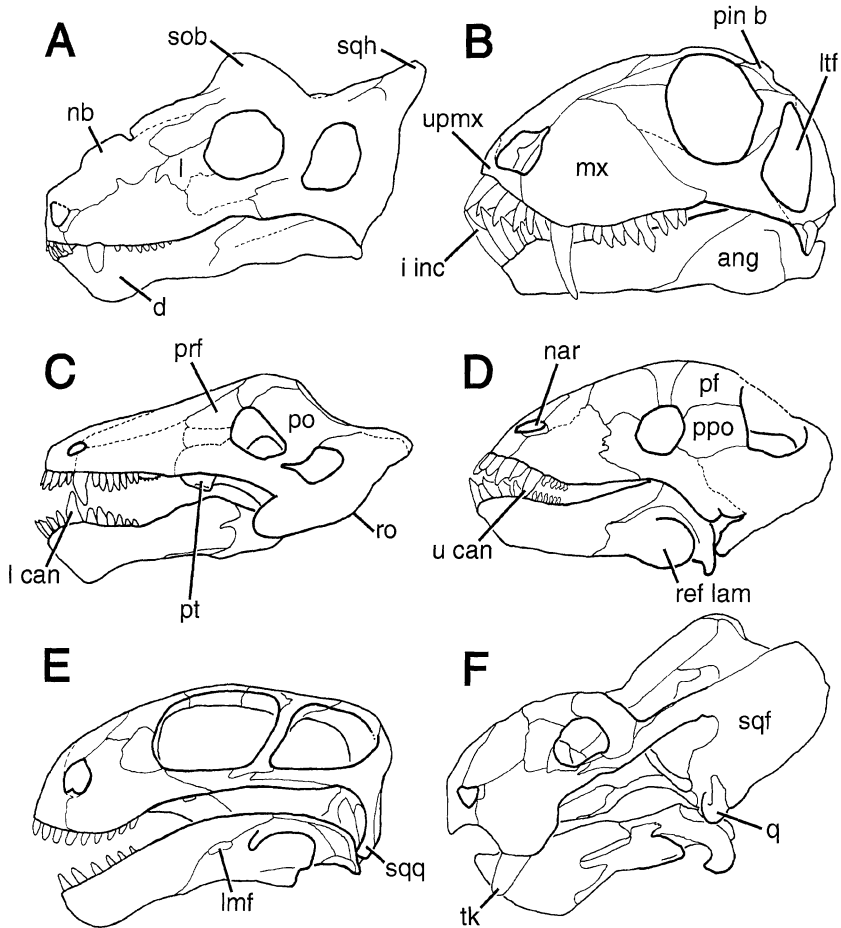 A
sob
sqh
nb
l
d
B
pin b
ltf
upmx
mx
i inc
ang
C
prf
po
l can
pt
ro
D
nar
pf
ppo
u can
ref lam
E
lmf
sqq
F
sqf
q
tk